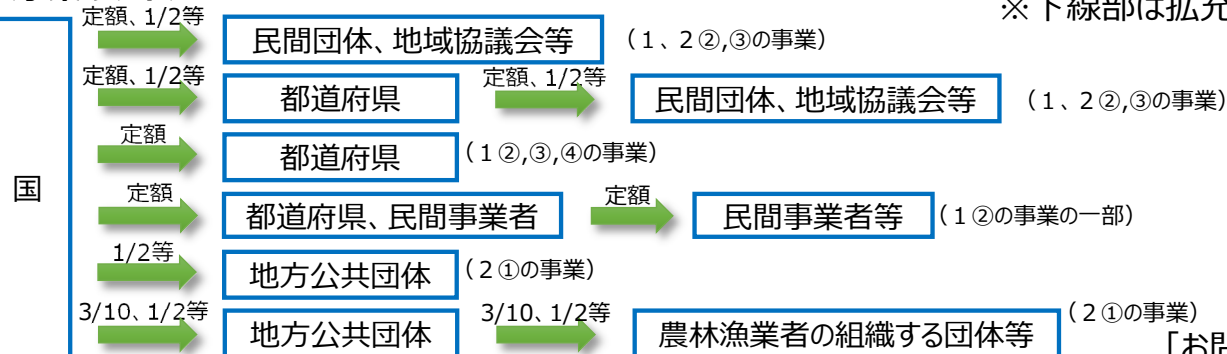 ※下線部は拡充
定額、1/2等
民間団体、地域協議会等 （１、２②,③の事業）
定額、1/2等 定額、1/2等
都道府県 民間団体、地域協議会等 （１、２②,③の事業）
定額
都道府県 （１②,③,④の事業）
国
定額 定額
都道府県、民間事業者 民間事業者等 （１②の事業の一部）
1/2等
地方公共団体 （２①の事業）
3/10、1/2等 3/10、1/2等
地方公共団体 農林漁業者の組織する団体等 （２①の事業）
「お問